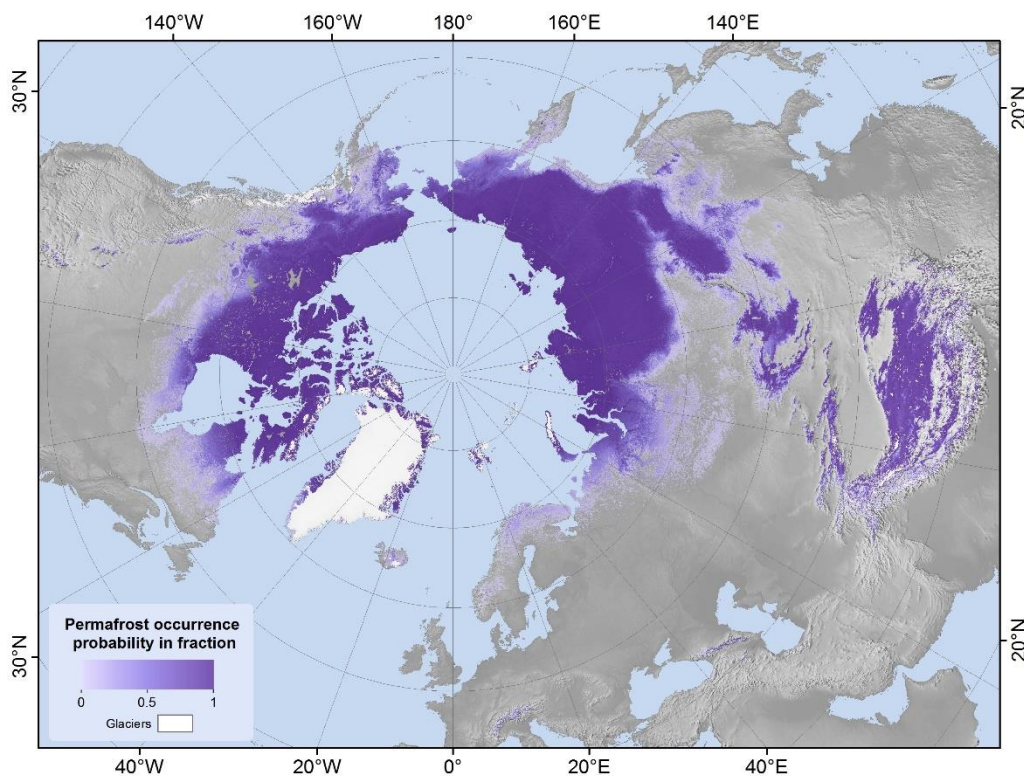 140°W 160°W 180° 160°E 140°E
30°N
20°N
Permafrost occurrence
probability in fraction
0 0.5 1
Glaciers
30°N
20°N
40°W 20°W 0° 20°E 40°E